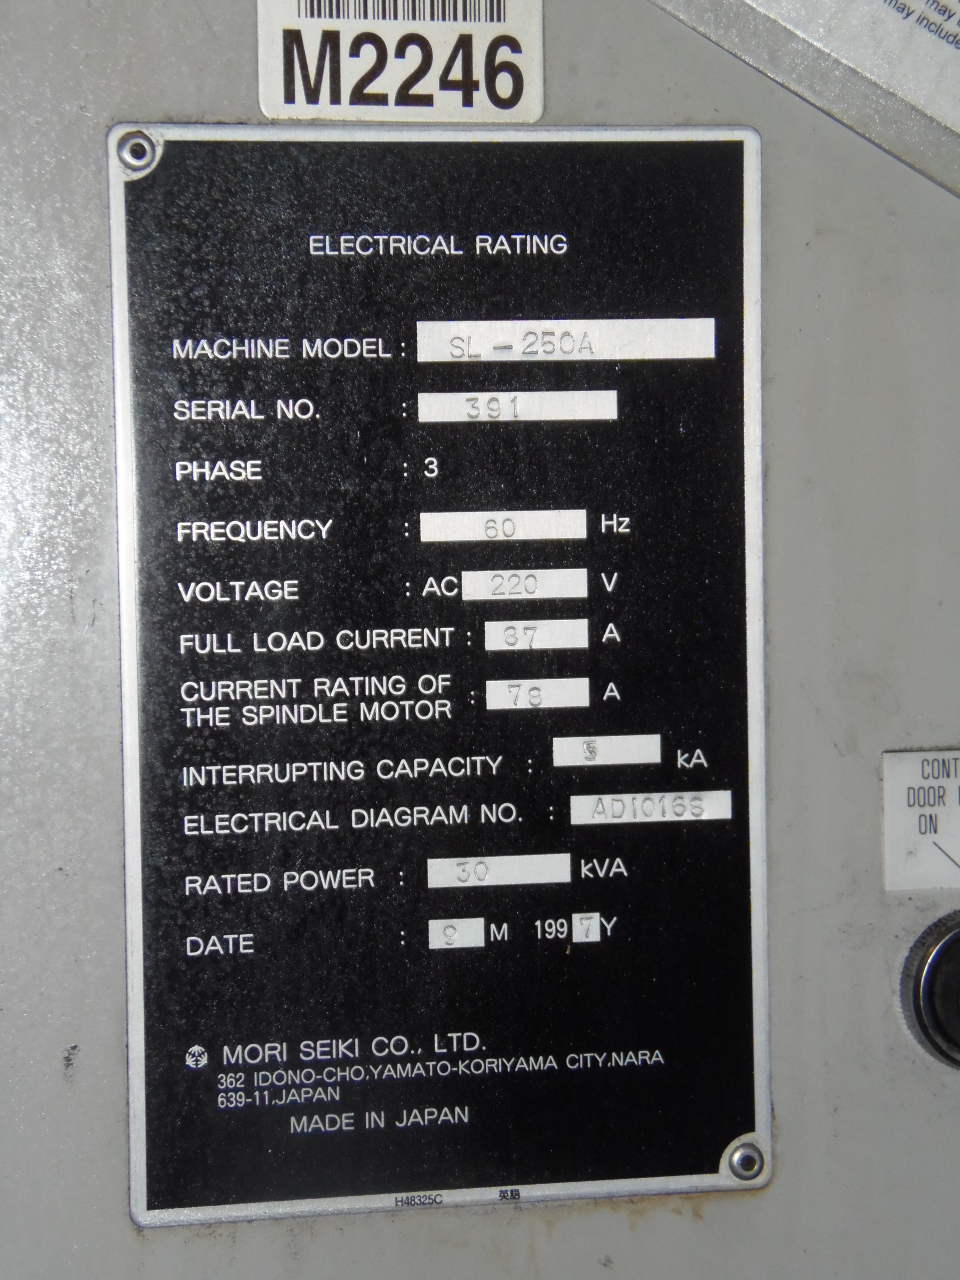 M2246
may
may include
ELECTRICAL RATING
MACHINE MODEL : SL-250A
SERIAL NO. : 391
PHASE : 3
FREQUENCY : 60 Hz
VOLTAGE : AC 220 V
FULL LOAD CURRENT : 87 A
CURRENT RATING OF
THE SPINDLE MOTOR : 78 A
INTERRUPTING CAPACITY : 5 kA
ELECTRICAL DIAGRAM NO. : AD10168
RATED POWER : 30 kVA
DATE : 9 M 1997 Y
MORI SEIKI CO., LTD.
362 IDONO-CHO,YAMATO-KORIYAMA CITY,NARA
639-11,JAPAN
MADE IN JAPAN
H48325C 英語
CONT
DOOR
ON